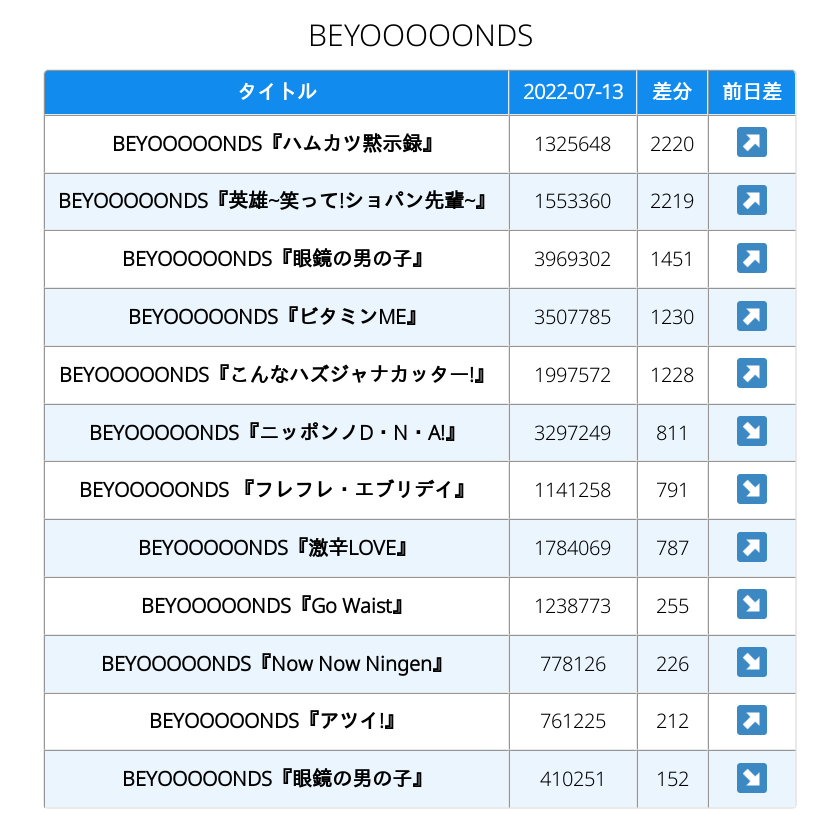 BEYOOOOONDS
タイトル 2022-07-13 差分 前日差
BEYOOOOONDS『ハムカツ黙示録』 1325648 2220 ↗
BEYOOOOONDS『英雄~笑って!ショパン先輩~』 1553360 2219 ↗
BEYOOOOONDS『眼鏡の男の子』 3969302 1451 ↗
BEYOOOOONDS『ビタミンME』 3507785 1230 ↗
BEYOOOOONDS『こんなハズジャナカッター!』 1997572 1228 ↗
BEYOOOOONDS『ニッポンノD・N・A!』 3297249 811 ↘
BEYOOOOONDS 『フレフレ・エブリデイ』 1141258 791 ↘
BEYOOOOONDS『激辛LOVE』 1784069 787 ↗
BEYOOOOONDS『Go Waist』 1238773 255 ↘
BEYOOOOONDS『Now Now Ningen』 778126 226 ↘
BEYOOOOONDS『アツイ!』 761225 212 ↗
BEYOOOOONDS『眼鏡の男の子』 410251 152 ↘